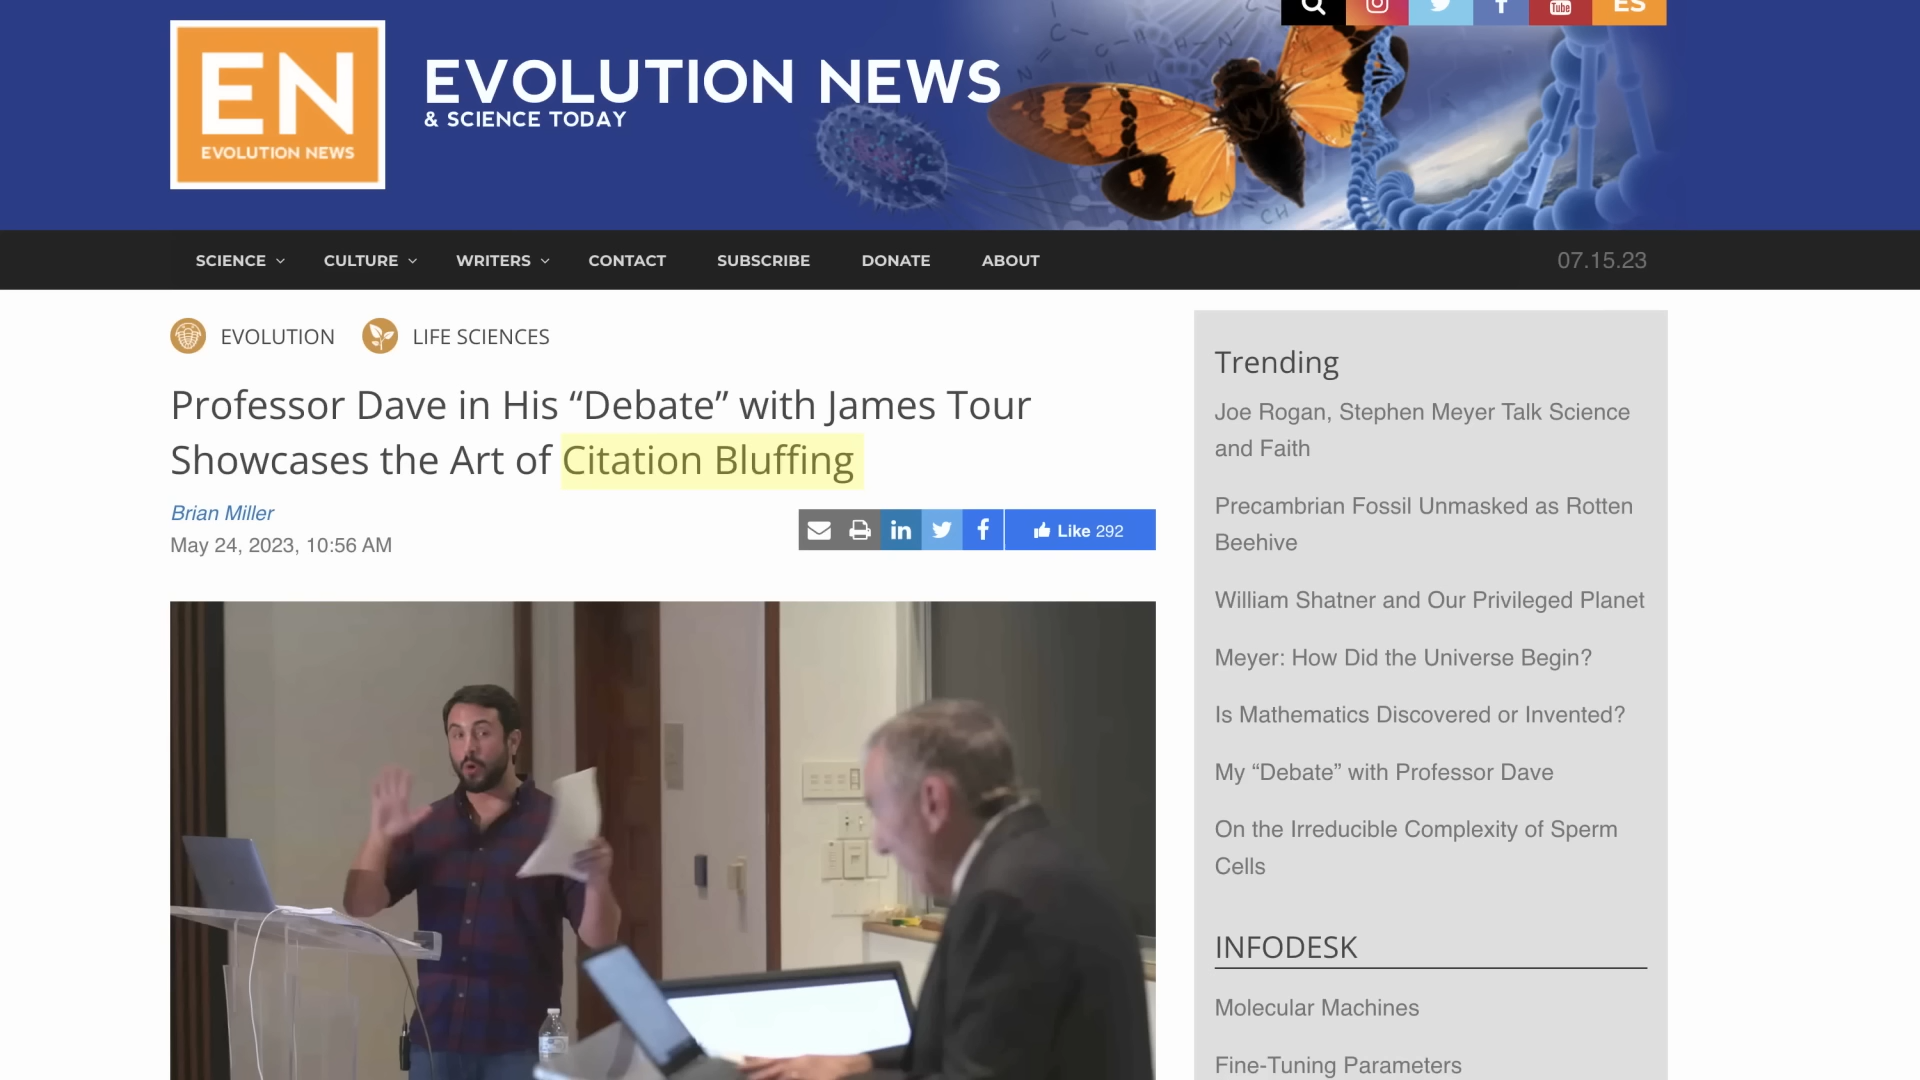 ES
EN
EVOLUTION NEWS
EVOLUTION NEWS
& SCIENCE TODAY
SCIENCE
CULTURE
WRITERS
CONTACT
SUBSCRIBE
DONATE
ABOUT
07.15.23
EVOLUTION
LIFE SCIENCES
Professor Dave in His “Debate” with James Tour
Showcases the Art of Citation Bluffing
Brian Miller
May 24, 2023, 10:56 AM
Like 292
Trending
Joe Rogan, Stephen Meyer Talk Science
and Faith
Precambrian Fossil Unmasked as Rotten
Beehive
William Shatner and Our Privileged Planet
Meyer: How Did the Universe Begin?
Is Mathematics Discovered or Invented?
My “Debate” with Professor Dave
On the Irreducible Complexity of Sperm
Cells
INFODESK
Molecular Machines
Fine-Tuning Parameters